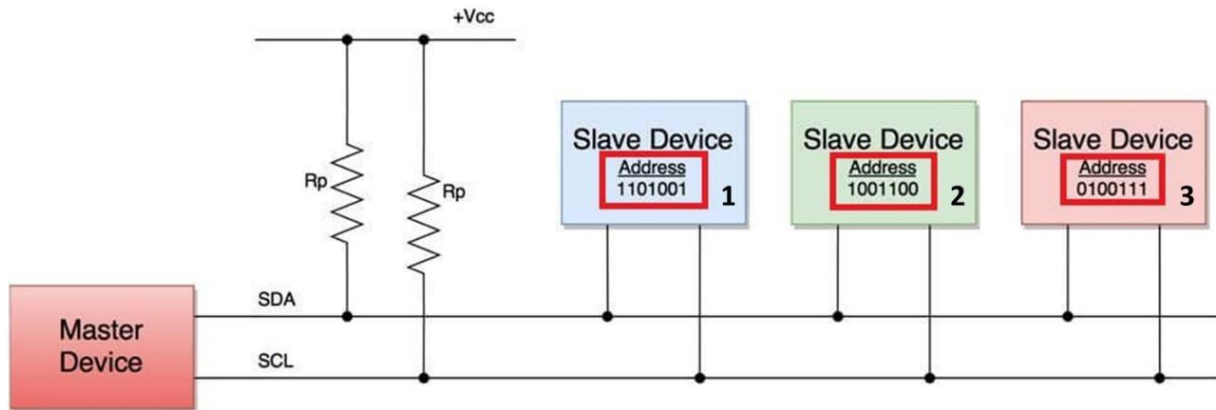 +Vcc
Rp
Rp
Slave Device
Address
1101001
1
Slave Device
Address
1001100
2
Slave Device
Address
0100111
3
SDA
SCL
Master
Device